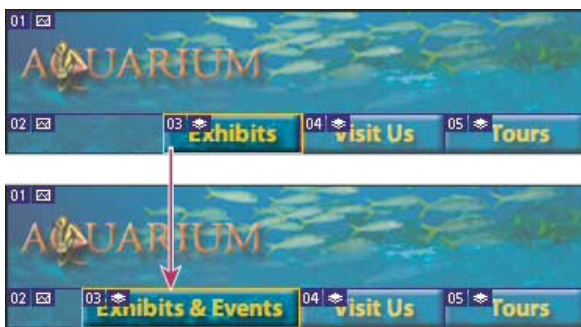 01
AQUARIUM
02 03 Exhibits 04 Visit Us 05 Tours
01
AQUARIUM
02 03 Exhibits & Events 04 Visit Us 05 Tours